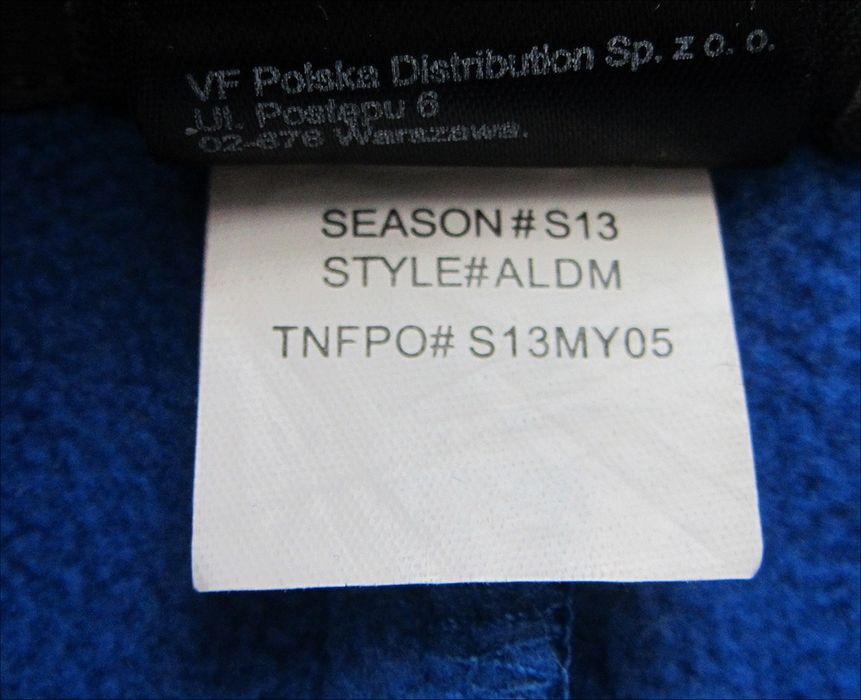 VF Polska Distribution Sp. z o. o.
UL Postępu 6
02-676 Warszawa.
SEASON # S13
STYLE#ALDM
TNFPO# S13MY05